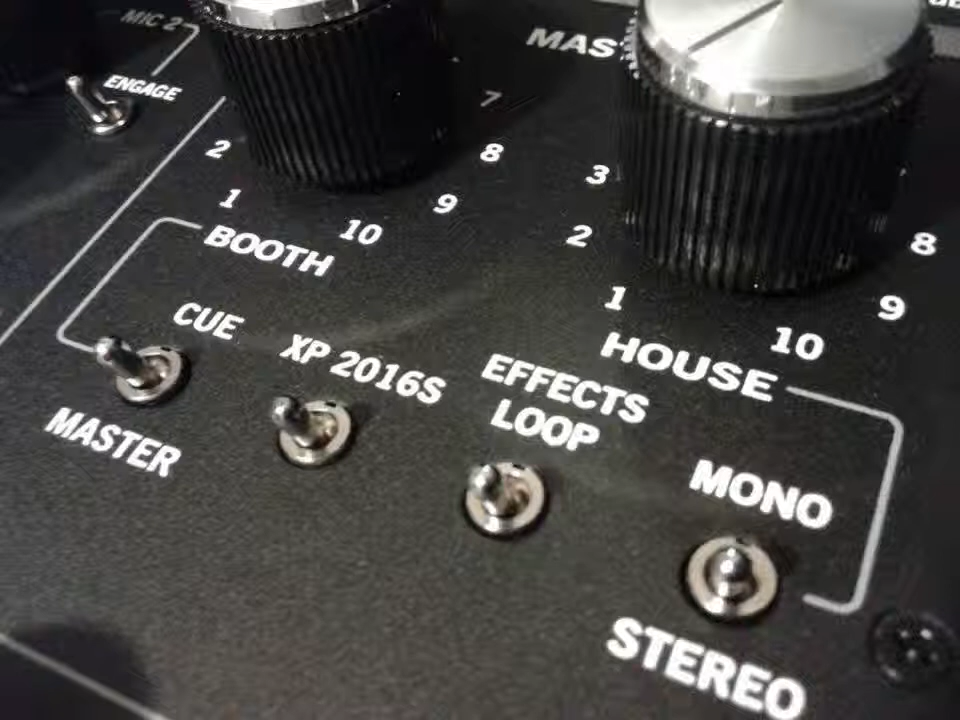 MIC 2
ENGAGE
MAS
7
2
8
3
1
9
10
2
8
BOOTH
1
9
10
CUE
XP 2016S
HOUSE
EFFECTS
LOOP
MASTER
MONO
STEREO